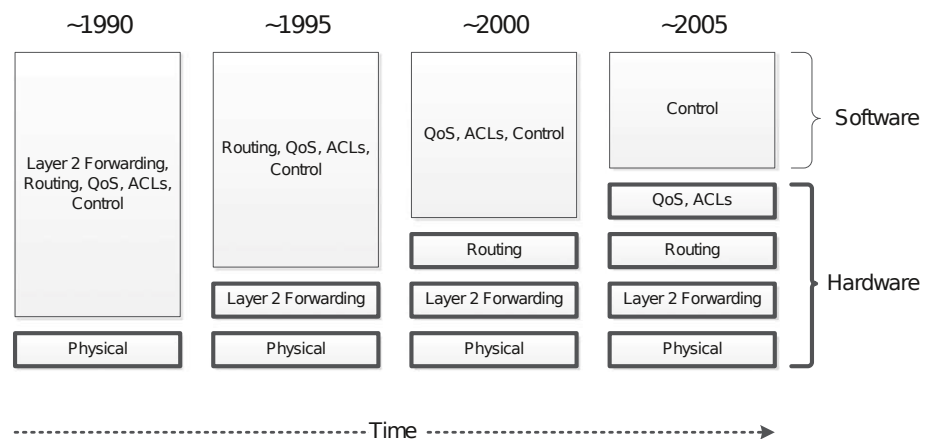 ~1990
~1995
~2000
~2005
Layer 2 Forwarding,
Routing, QoS, ACLs,
Control
Physical
Routing, QoS, ACLs,
Control
Layer 2 Forwarding
Physical
QoS, ACLs, Control
Routing
Layer 2 Forwarding
Physical
Control
QoS, ACLs
Routing
Layer 2 Forwarding
Physical
Software
Hardware
Time